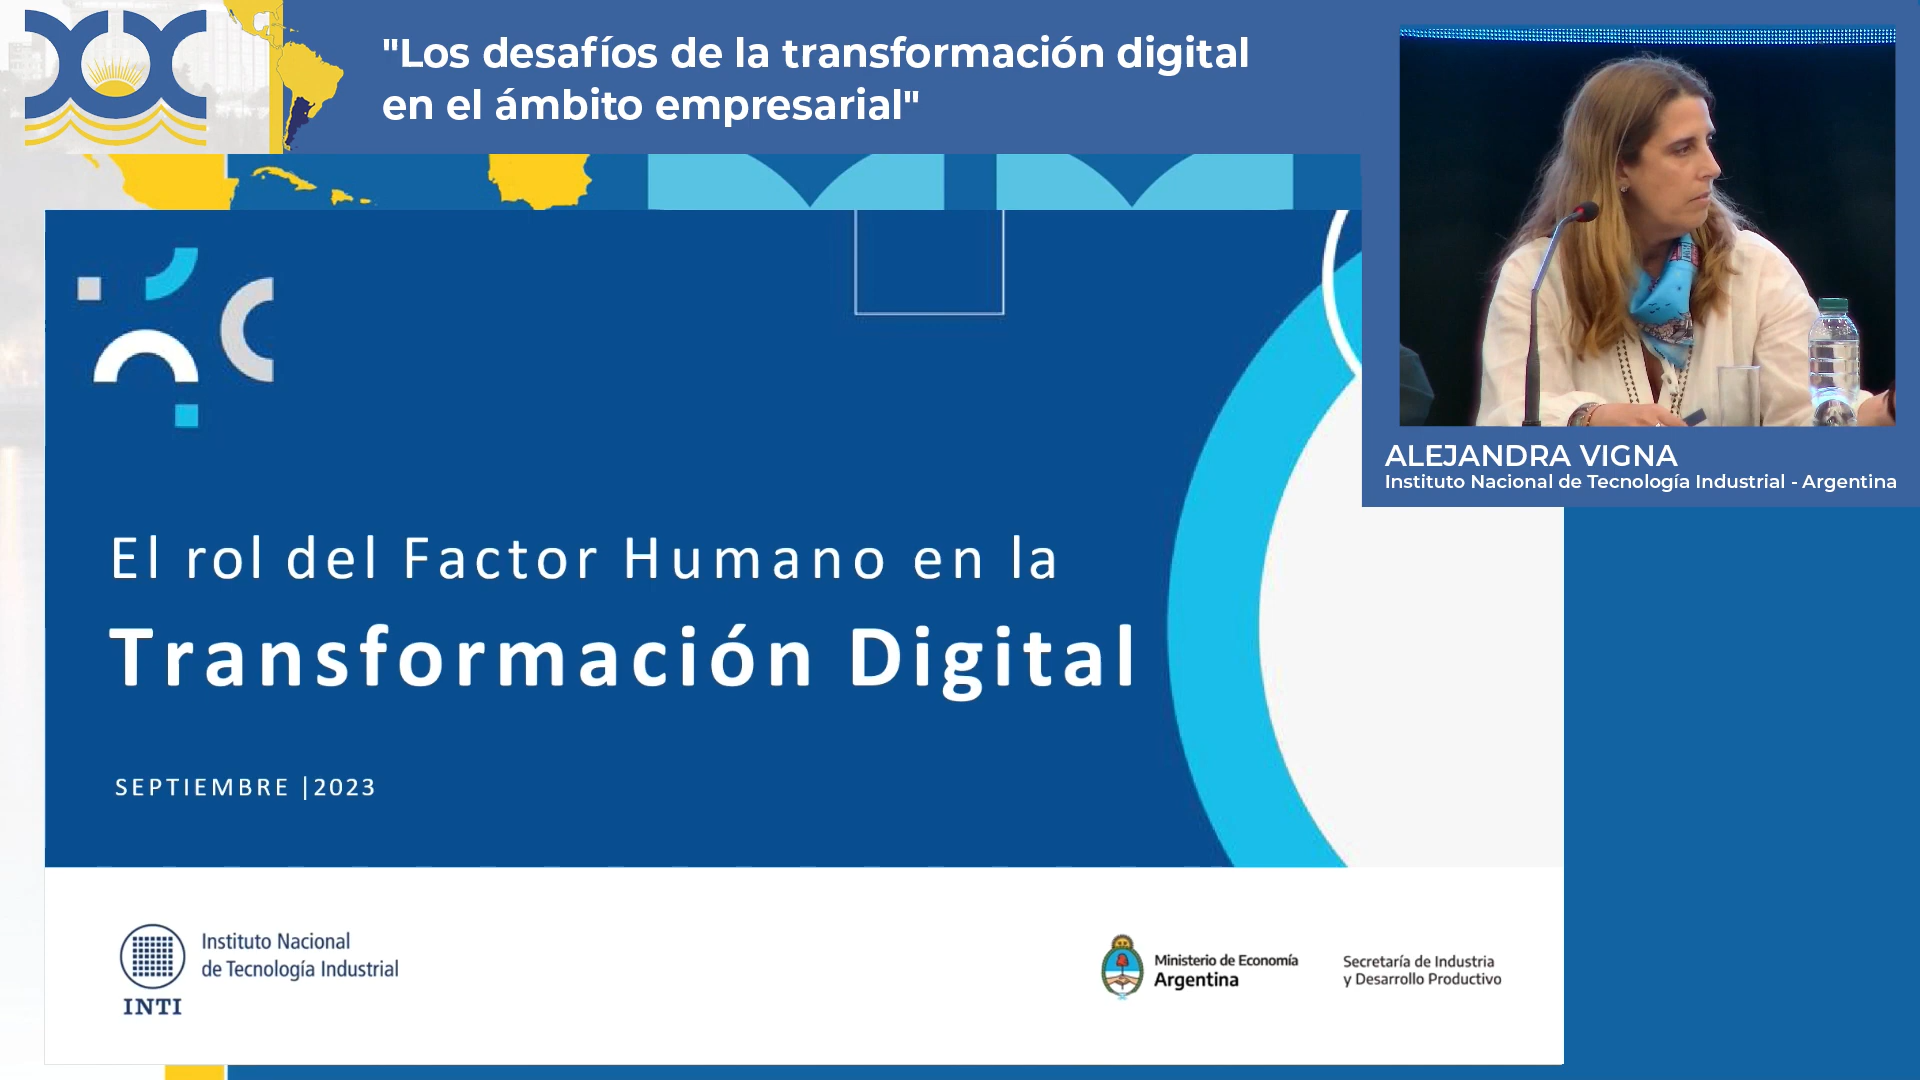 "Los desafíos de la transformación digital
en el ámbito empresarial"
ALEJANDRA VIGNA
Instituto Nacional de Tecnología Industrial - Argentina
El rol del Factor Humano en la
Transformación Digital
SEPTIEMBRE |2023
INTI
Instituto Nacional
de Tecnología Industrial
Ministerio de Economía
Argentina
Secretaría de Industria
y Desarrollo Productivo